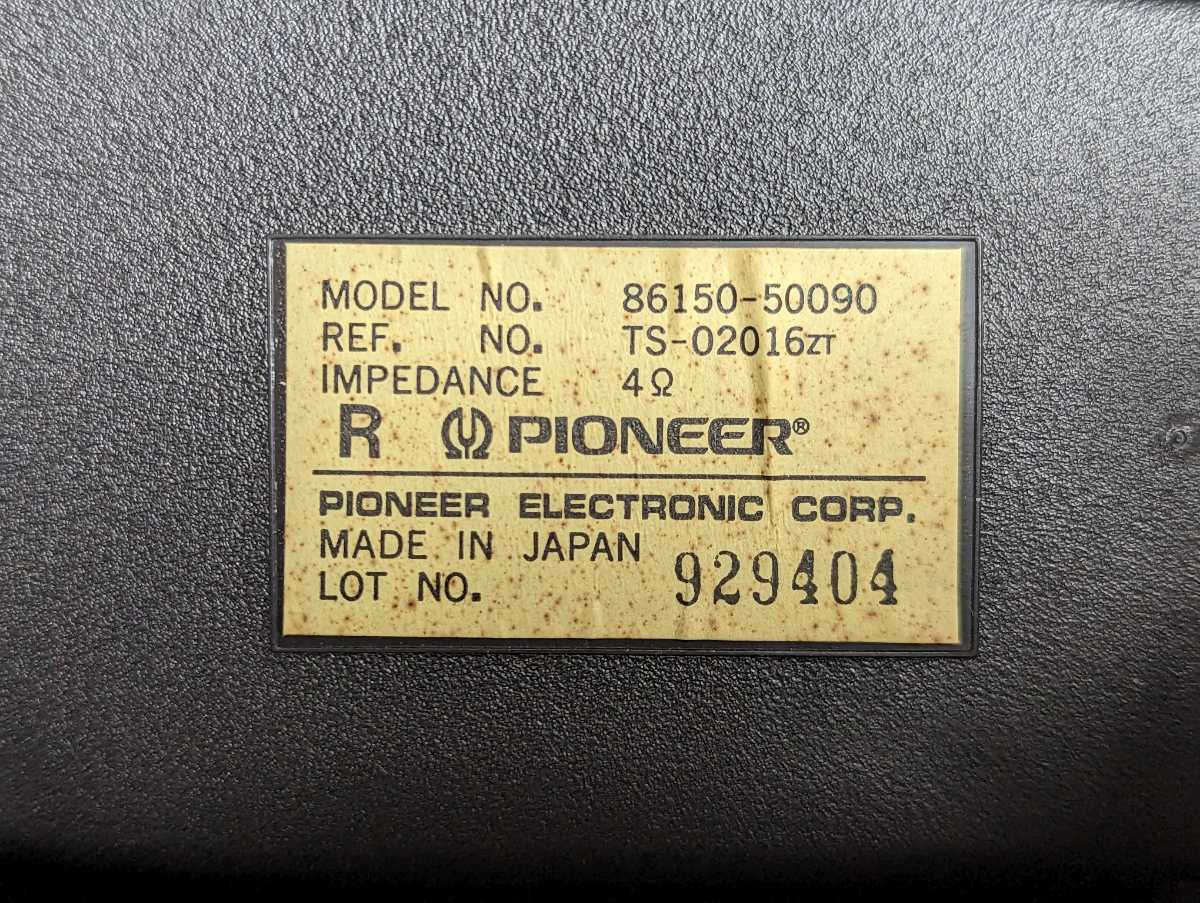 MODEL NO. 86150-50090
REF. NO. TS-02016ZT
IMPEDANCE 4Ω
R PIONEER®
PIONEER ELECTRONIC CORP.
MADE IN JAPAN
LOT NO. 929404